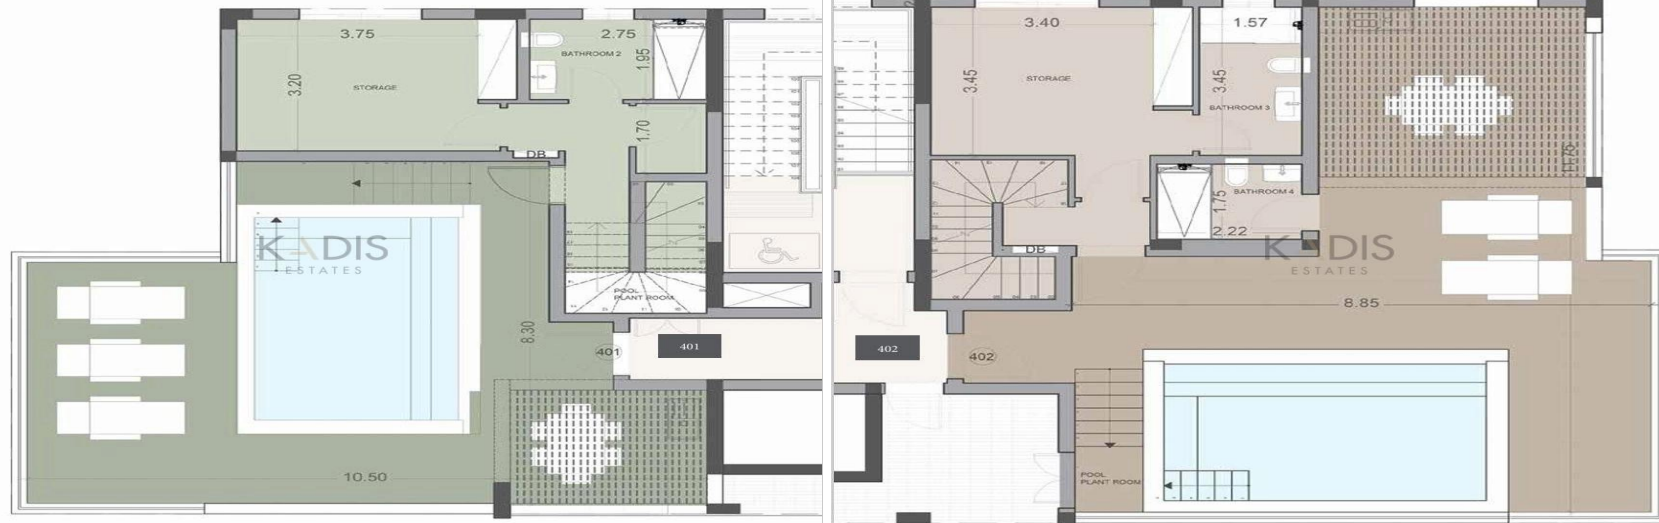 3.75
2.75
BATHROOM 2
1.95
3.20
STORAGE
1.70
DB
KADIS
ESTATES
POOL
PLANT ROOM
8.30
401
401
10.50
3.40
1.57
STORAGE
3.45
3.45
BATHROOM 3
11.75
BATHROOM 4
1.75
2.22
DB
KADIS
ESTATES
8.85
402
402
POOL
PLANT ROOM